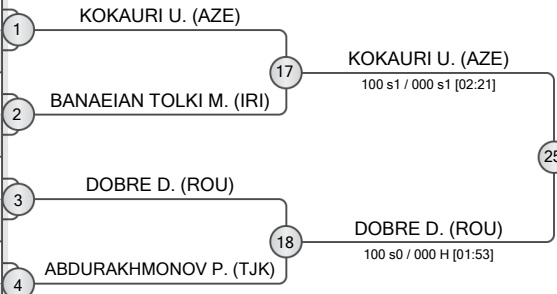 1
KOKAURI U. (AZE)
17
KOKAURI U. (AZE)
100 s1 / 000 s1 [02:21]
2
BANAEIAN TOLKI M. (IRI)
25
3
DOBRE D. (ROU)
18
DOBRE D. (ROU)
100 s0 / 000 H [01:53]
4
ABDURAKHMONOV P. (TJK)